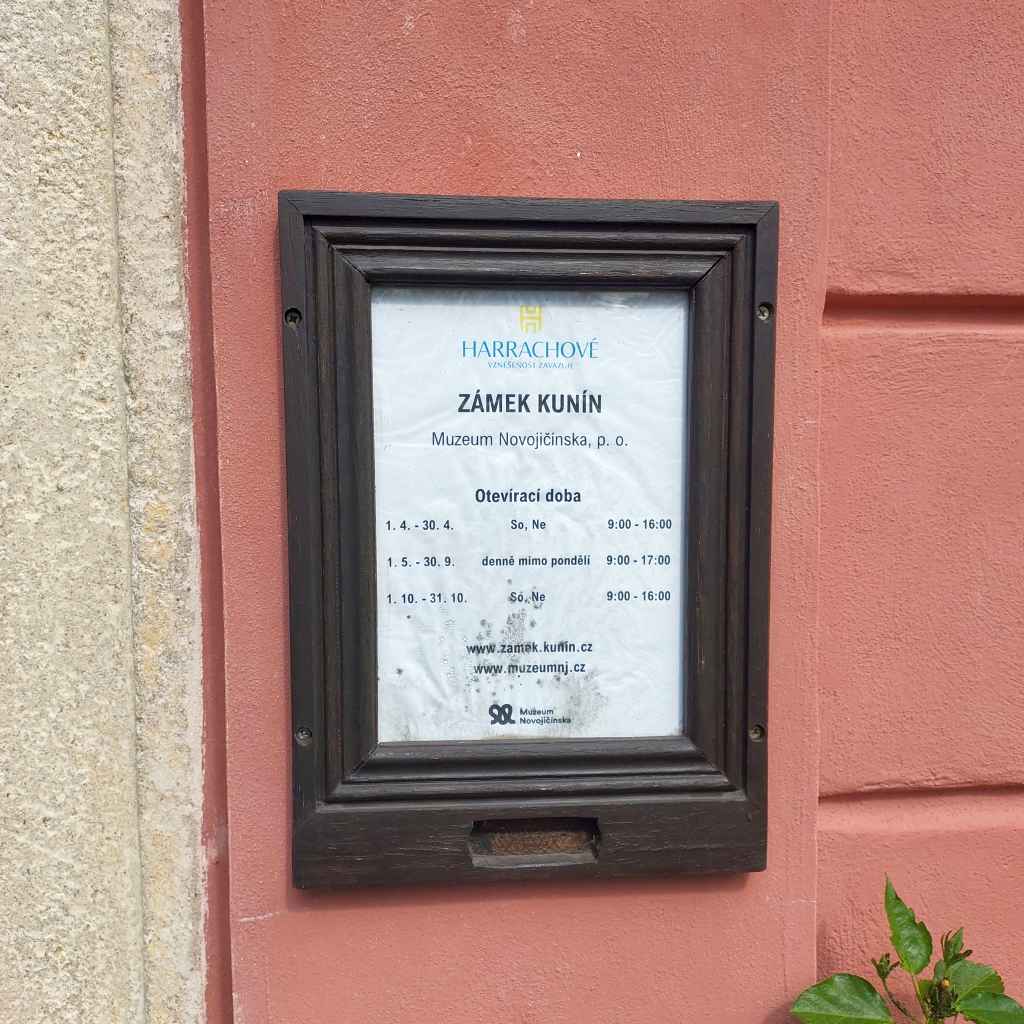 HARRACHOVÉ
VZNEŠENOST ZAVAZUJE
ZÁMEK KUNÍN
Muzeum Novojičínska, p. o.
Otevírací doba
1. 4. - 30. 4. So, Ne 9:00 - 16:00
1. 5. - 30. 9. denně mimo pondělí 9:00 - 17:00
1. 10. - 31. 10. So, Ne 9:00 - 16:00
www.zamek.kunin.cz
www.muzeumnj.cz
Muzeum
Novojičínska